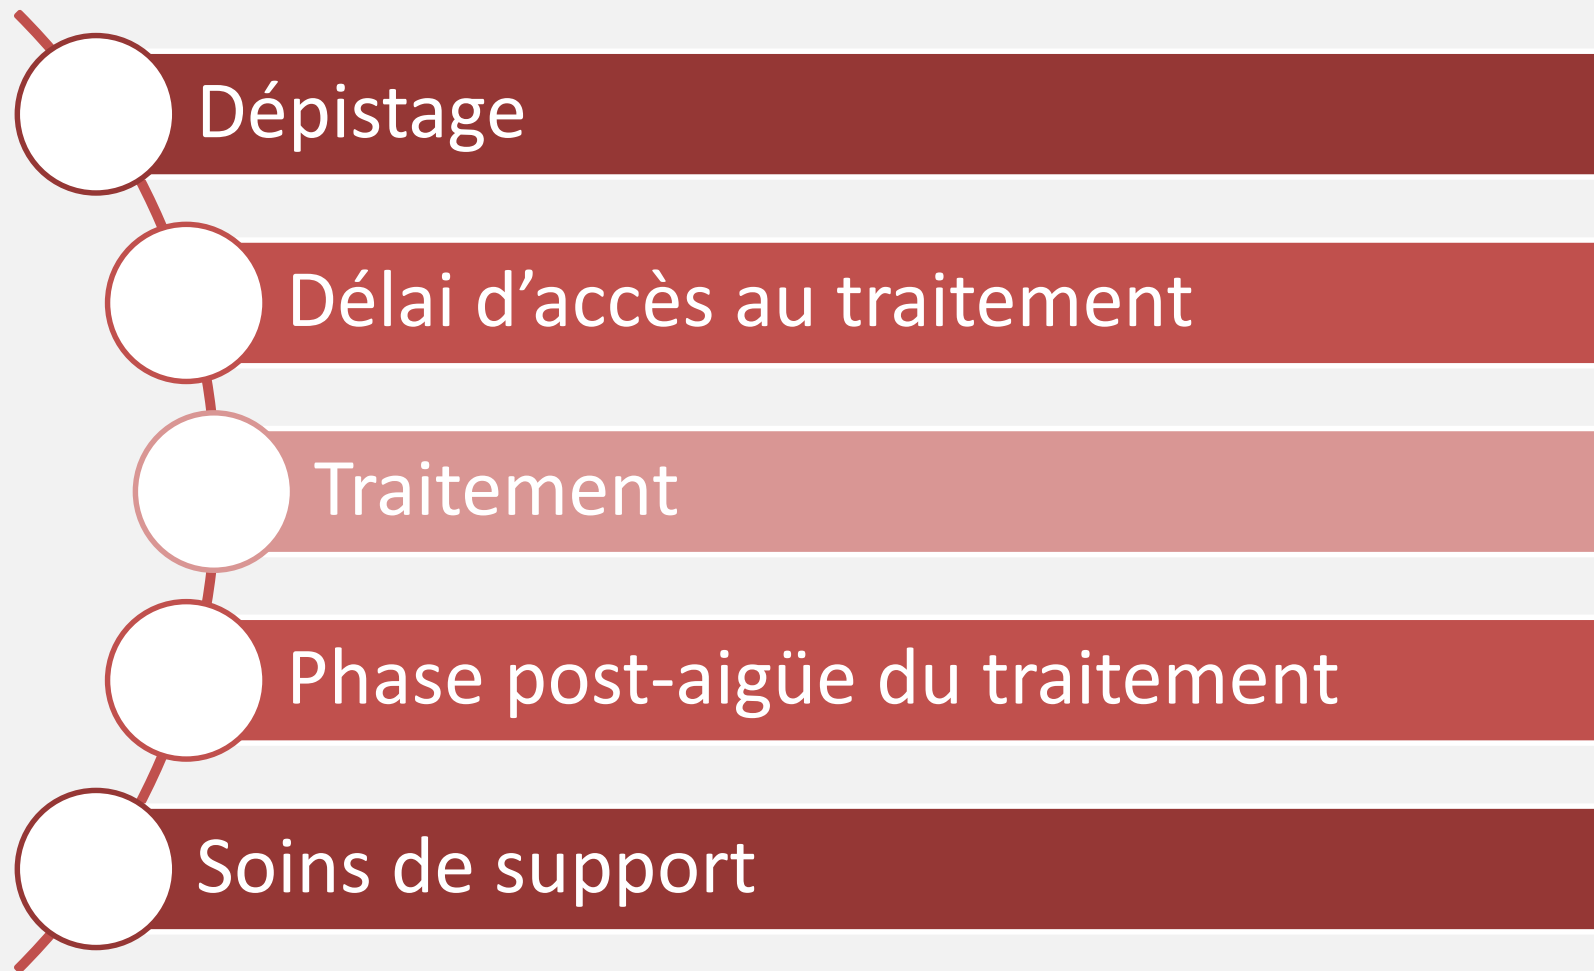 Dépistage
Délai d’accès au traitement
Traitement
Phase post-aigüe du traitement
Soins de support